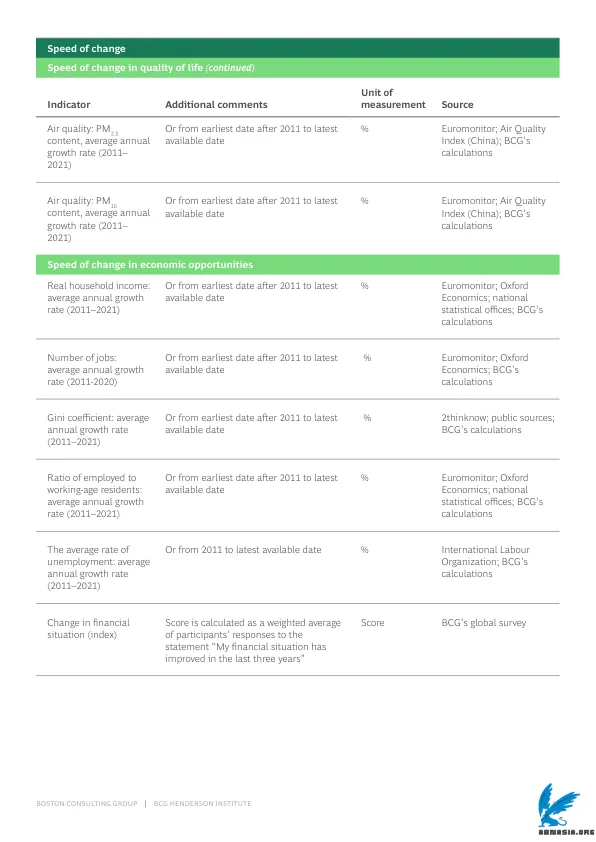 Speed of change
Speed of change in quality of life (continued)
Indicator Additional comments Unit of measurement Source
Air quality: PM2.5 Or from earliest date after 2011 to latest % Euromonitor; Air Quality
content, average annual available date Index (China); BCG's
growth rate (2011– calculations
2021)
Air quality: PM10 Or from earliest date after 2011 to latest % Euromonitor; Air Quality
content, average annual available date Index (China); BCG's
growth rate (2011– calculations
2021)
Speed of change in economic opportunities
Real household income: Or from earliest date after 2011 to latest % Euromonitor; Oxford
average annual growth available date Economics; national
rate (2011–2021) statistical offices; BCG's
calculations
Number of jobs: Or from earliest date after 2011 to latest % Euromonitor; Oxford
average annual growth available date Economics; BCG's
rate (2011-2020) calculations
Gini coefficient: average Or from earliest date after 2011 to latest % 2thinknow; public sources;
annual growth rate available date BCG's calculations
(2011–2021)
Ratio of employed to Or from earliest date after 2011 to latest % Euromonitor; Oxford
working-age residents: available date Economics; national
average annual growth statistical offices; BCG's
rate (2011–2021) calculations
The average rate of Or from 2011 to latest available date % International Labour
unemployment: average Organization; BCG's
annual growth rate calculations
(2011–2021)
Change in financial Score is calculated as a weighted average Score BCG's global survey
situation (index) of participants' responses to the
statement "My financial situation has
improved in the last three years"
BOSTON CONSULTING GROUP | BCG HENDERSON INSTITUTE
ABNASIA.ORG